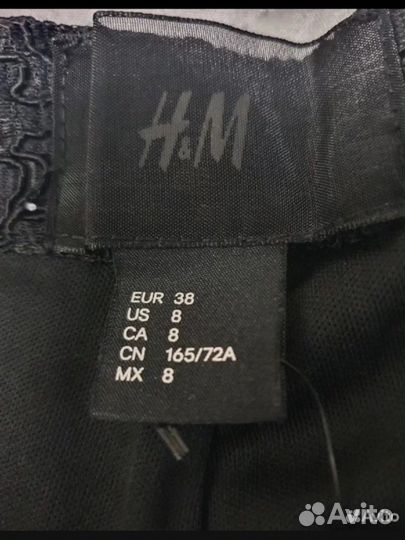 H&M
EUR 38
US 8
CA 8
CN 165/72A
MX 8
Avito